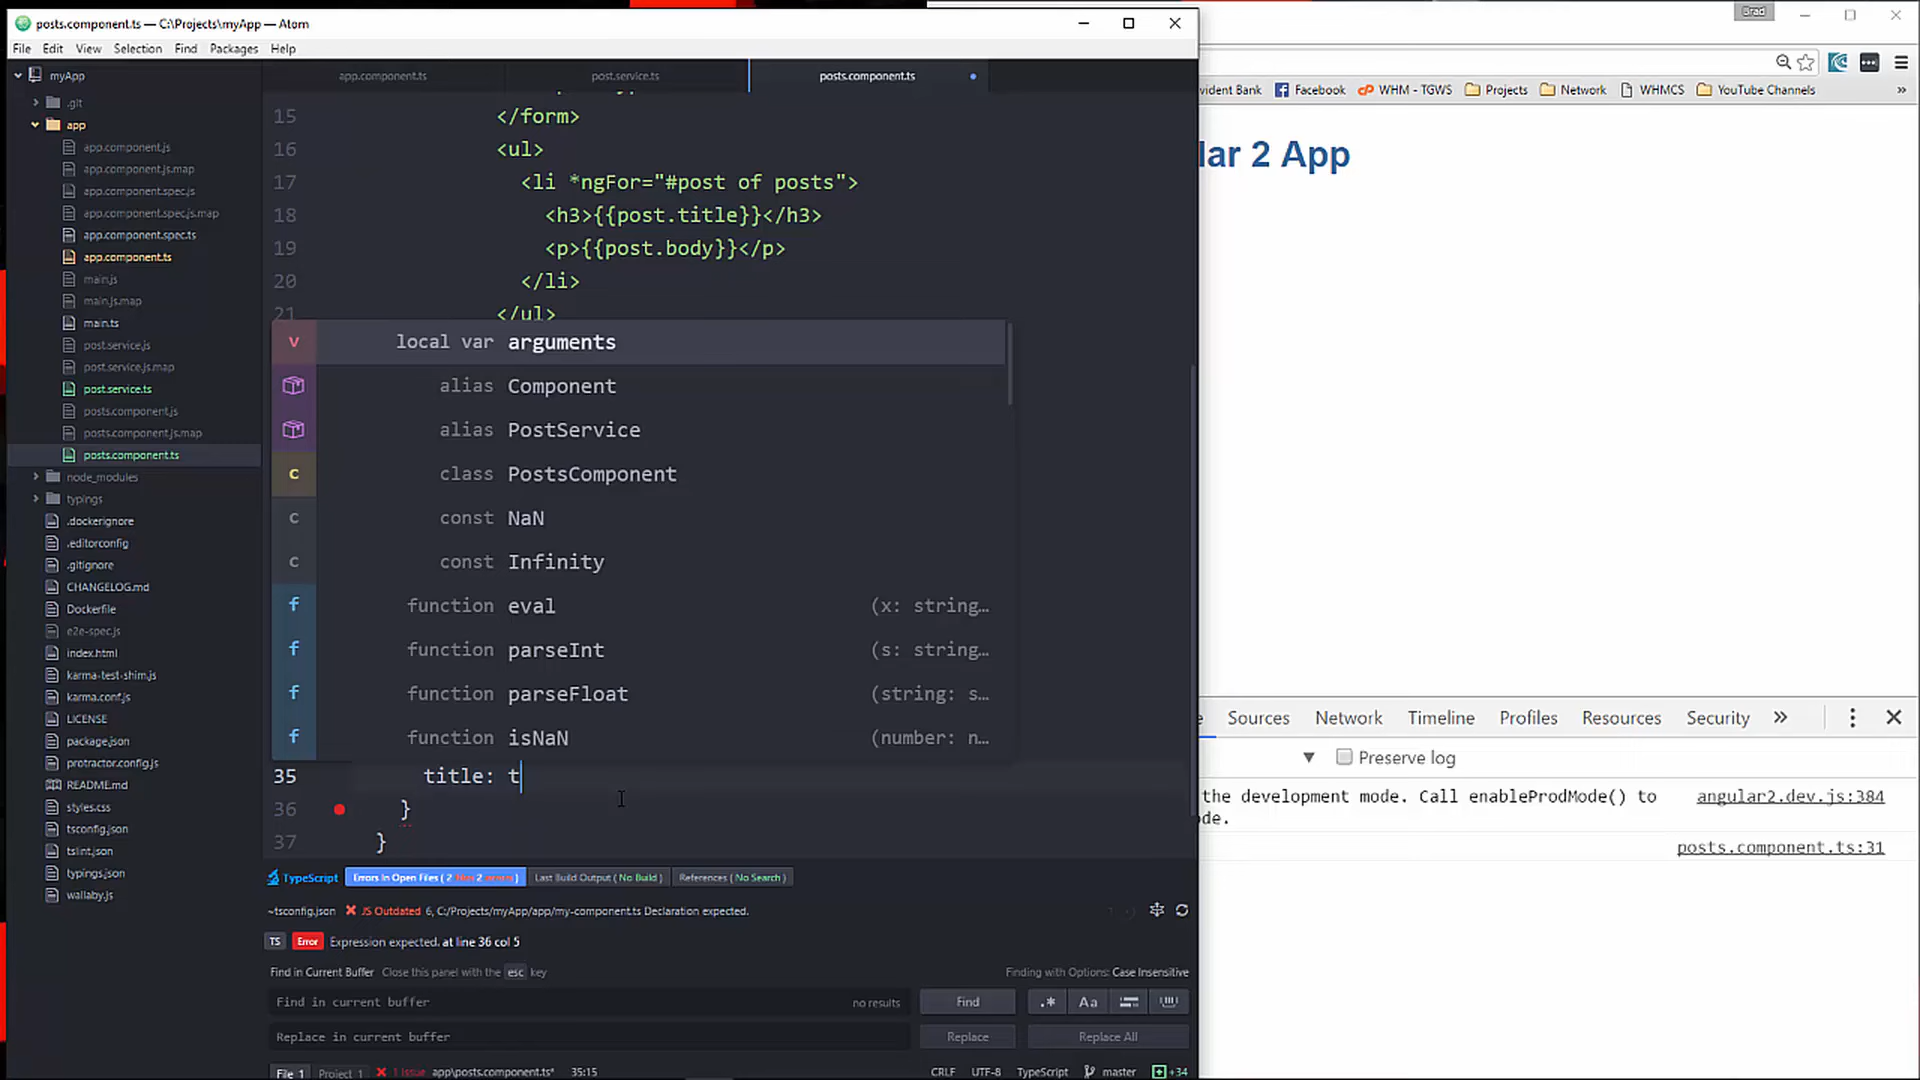 posts.component.ts — C:\Projects\myApp — Atom
File Edit View Selection Find Packages Help
myApp
.git
app
app.component.js
app.component.js.map
app.component.spec.js
app.component.spec.js.map
app.component.spec.ts
app.component.ts
main.js
main.js.map
main.ts
post.service.js
post.service.js.map
post.service.ts
posts.component.js
posts.component.js.map
posts.component.ts
node_modules
typings
.dockerignore
.editorconfig
.gitignore
CHANGELOG.md
Dockerfile
e2e-spec.js
index.html
karma-test-shim.js
karma.conf.js
LICENSE
package.json
protractor.config.js
README.md
styles.css
tsconfig.json
tslint.json
typings.json
wallaby.js
app.component.ts post.service.ts posts.component.ts
15 </form>
16 <ul>
17 <li *ngFor="#post of posts">
18 <h3>{{post.title}}</h3>
19 <p>{{post.body}}</p>
20 </li>
21 </ul>
v local var arguments
alias Component
alias PostService
c class PostsComponent
c const NaN
c const Infinity
f function eval (x: string…
f function parseInt (s: string…
f function parseFloat (string: s…
f function isNaN (number: n…
35 title: t
36 }
37 }
TypeScript Errors In Open Files ( ) Last Build Output ( No Build ) References ( No Search )
~tsconfig.json JS Outdated 6, C:/Projects/myApp/app/my-component.ts Declaration expected.
TS Error Expression expected. at line 36 col 5
Find in Current Buffer Close this panel with the esc key Finding with Options: Case Insensitive
Find in current buffer no results Find .* Aa
Replace in current buffer Replace Replace All
File 1 Project 1 1 Issue app\posts.component.ts* 35:15 CRLF UTF-8 TypeScript master +34
Brad
vident Bank Facebook WHM - TGWS Projects Network WHMCS YouTube Channels »
lar 2 App
Sources Network Timeline Profiles Resources Security »
Preserve log
the development mode. Call enableProdMode() to angular2.dev.js:384
de.
posts.component.ts:31